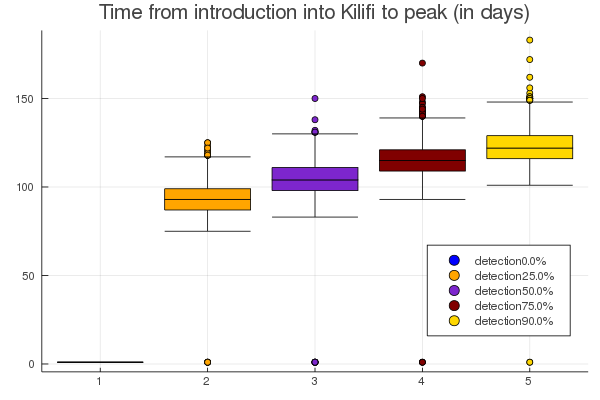 Time from introduction into Kilifi to peak (in days)
150
100
50
0
detection0.0%
detection25.0%
detection50.0%
detection75.0%
detection90.0%
1 2 3 4 5